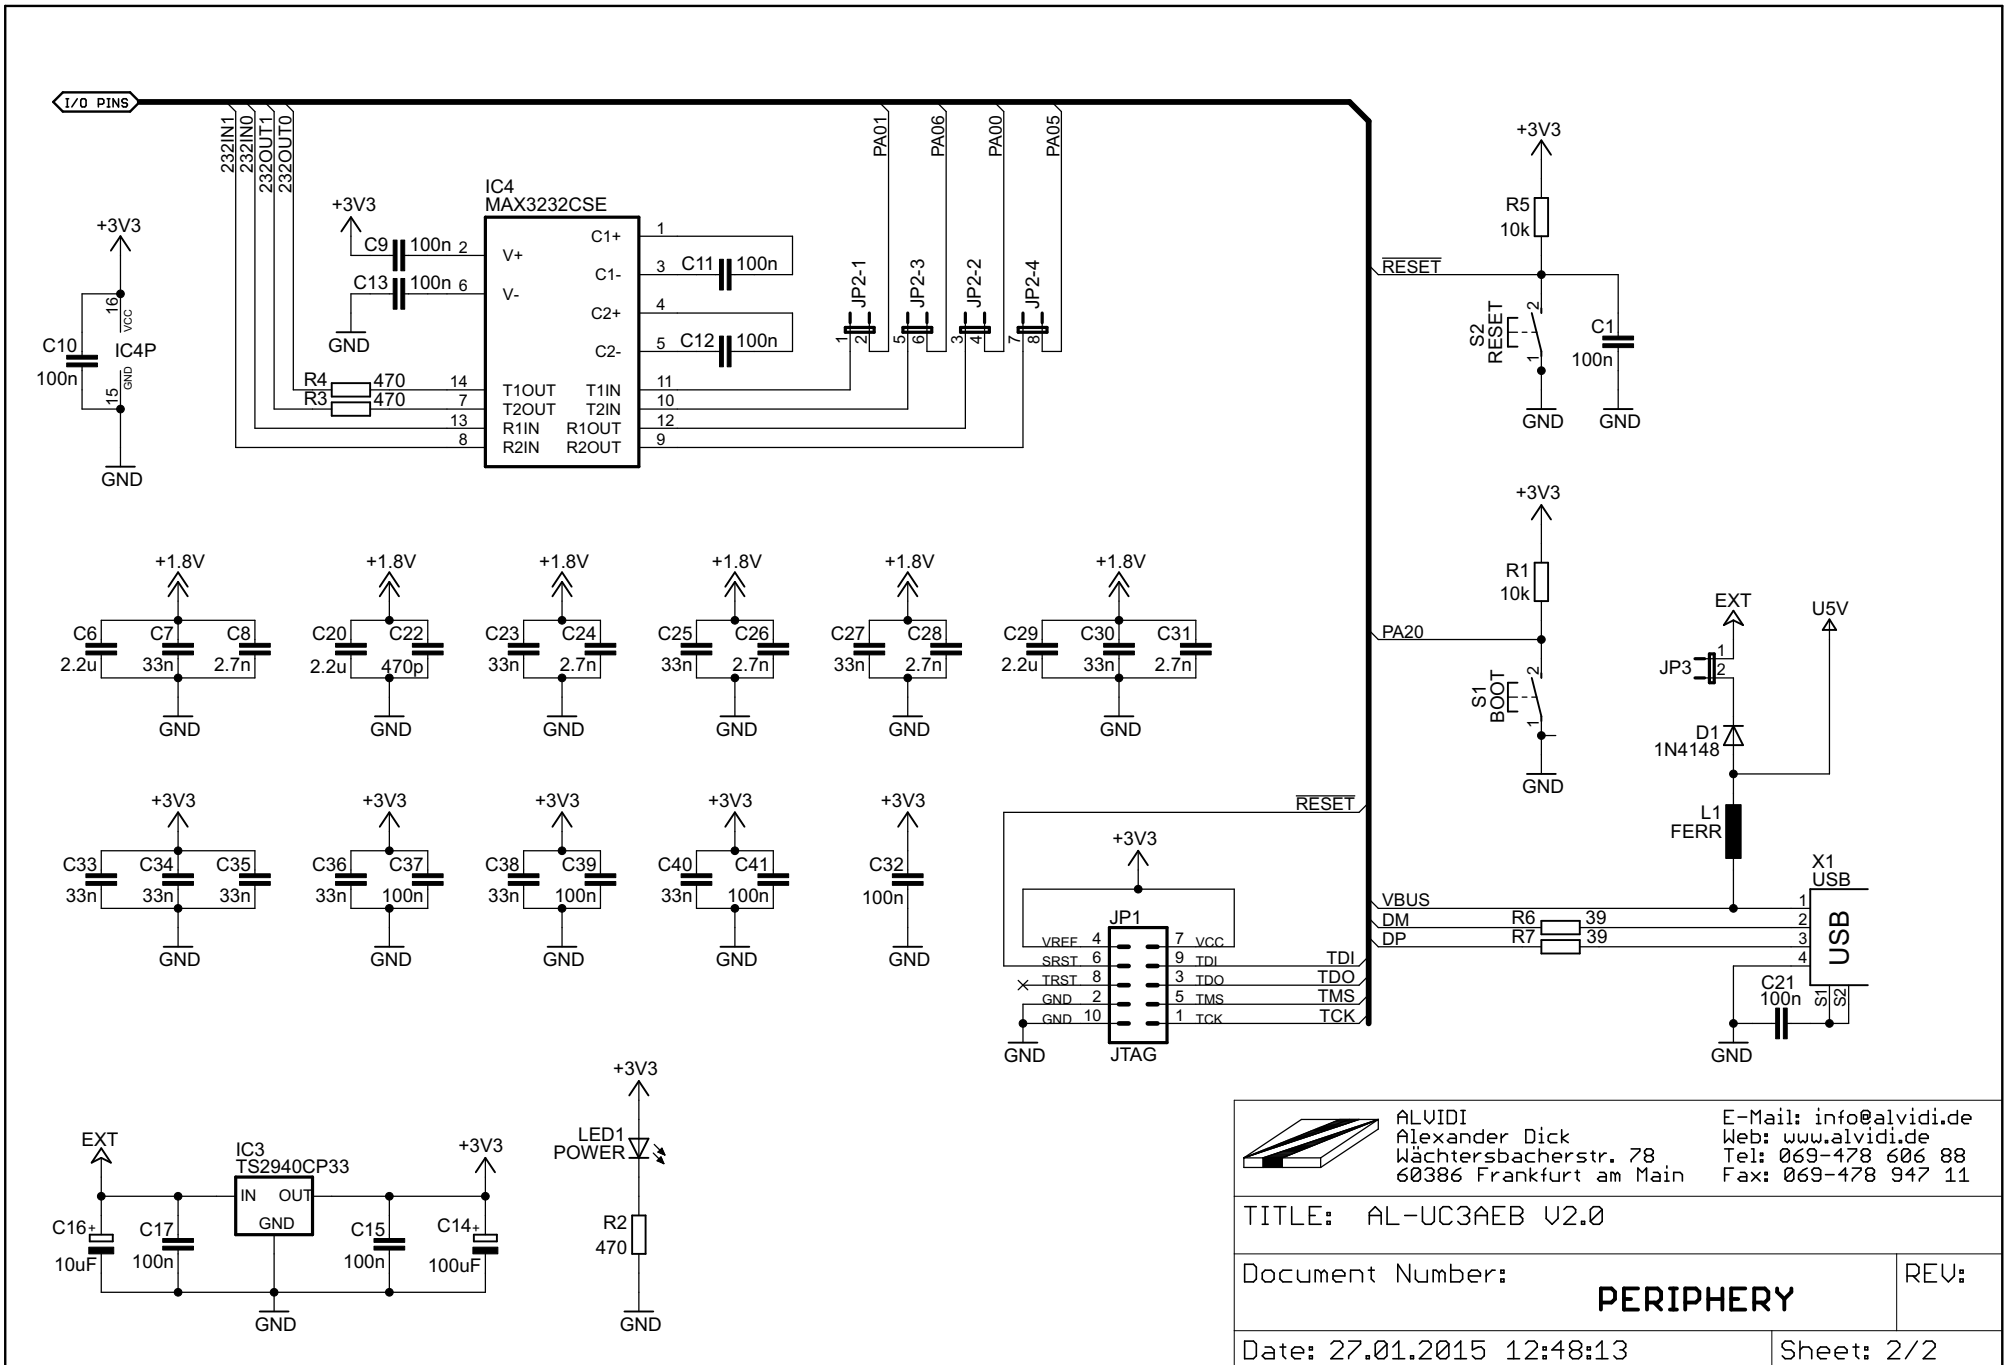 I/O PINS
232IN1
232IN0
232OUT1
232OUT0
PA01
PA06
PA00
PA05
+3V3
16
VCC
C10
100n
IC4P
GND
15
GND
IC4
MAX3232CSE
+3V3
C9 100n 2
V+
C13 100n 6
V-
GND
C1+ 1
C1- 3 C11 100n
C2+ 4
C2- 5 C12 100n
R4 470 14 T1OUT T1IN 11
R3 470 7 T2OUT T2IN 10
13 R1IN R1OUT 12
8 R2IN R2OUT 9
JP2-1
1 2
JP2-3
5 6
JP2-2
3 4
JP2-4
7 8
+3V3
R5
10k
RESET
S2
RESET
2
1
C1
100n
GND GND
+3V3
R1
10k
PA20
S1
BOOT
2
1
GND
EXT
U5V
JP3
1
2
D1
1N4148
L1
FERR
X1
USB
VBUS 1
DM R6 39 2
DP R7 39 3
4
USB
C21
100n
S1
S2
GND
+1.8V +1.8V +1.8V +1.8V +1.8V +1.8V
C6 C7 C8 C20 C22 C23 C24 C25 C26 C27 C28 C29 C30 C31
2.2u 33n 2.7n 2.2u 470p 33n 2.7n 33n 2.7n 33n 2.7n 2.2u 33n 2.7n
GND GND GND GND GND GND
+3V3 +3V3 +3V3 +3V3 +3V3
C33 C34 C35 C36 C37 C38 C39 C40 C41 C32
33n 33n 33n 33n 100n 33n 100n 33n 100n 100n
GND GND GND GND GND
RESET
+3V3
JP1
VREF 4 7 VCC
SRST 6 9 TDI TDI
TRST 8 3 TDO TDO
GND 2 5 TMS TMS
GND 10 1 TCK TCK
GND
JTAG
EXT
IC3
TS2940CP33
+3V3
IN OUT
GND
C16 +
10uF
C17
100n
C15
100n
C14 +
100uF
GND
+3V3
LED1
POWER
R2
470
GND
ALVIDI
Alexander Dick
Wächtersbacherstr. 78
60386 Frankfurt am Main
E-Mail: info@alvidi.de
Web: www.alvidi.de
Tel: 069-478 606 88
Fax: 069-478 947 11
TITLE: AL-UC3AEB V2.0
Document Number:
PERIPHERY
REV:
Date: 27.01.2015 12:48:13
Sheet: 2/2